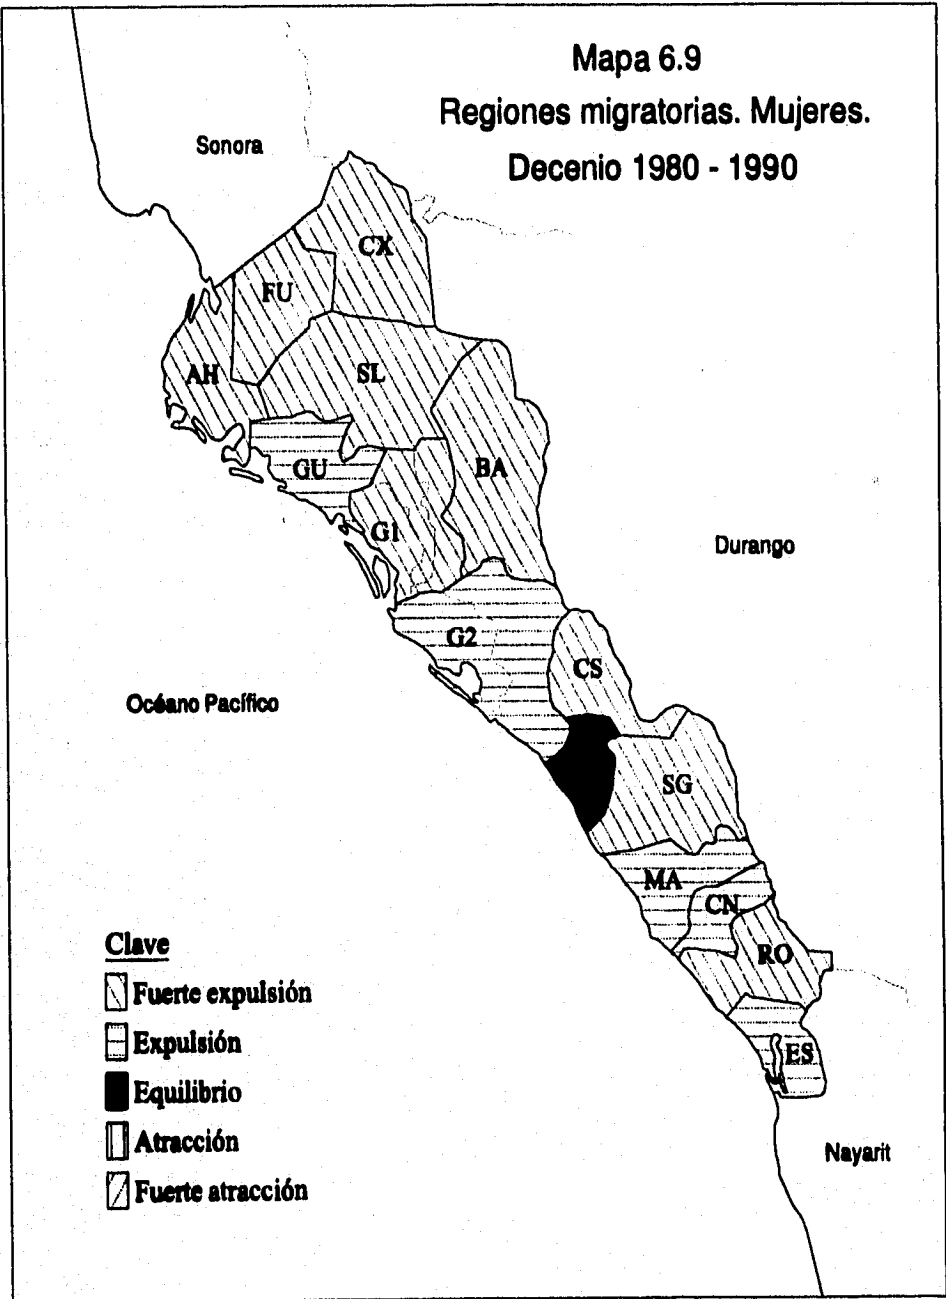 Mapa 6.9
Regiones migratorias. Mujeres.
Decenio 1980 - 1990
Sonora
CX
FU
AH
SL
GU
BA
G1
Durango
G2
CS
Océano Pacífico
SG
MA
CN
RO
ES
Nayarit
Clave
Fuerte expulsión
Expulsión
Equilibrio
Atracción
Fuerte atracción